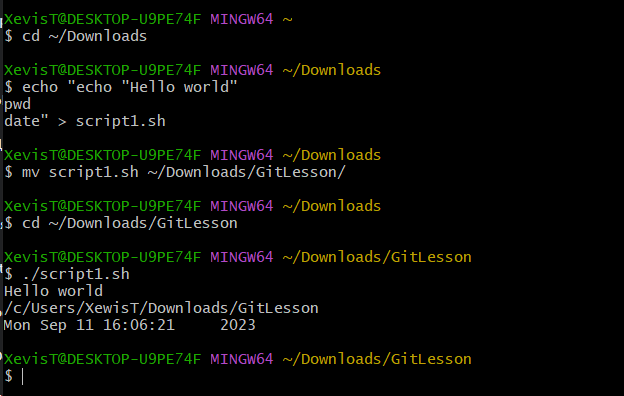 XevisT@DESKTOP-U9PE74F MINGW64 ~
$ cd ~/Downloads
XevisT@DESKTOP-U9PE74F MINGW64 ~/Downloads
$ echo "echo "Hello world"
pwd
date" > script1.sh
XevisT@DESKTOP-U9PE74F MINGW64 ~/Downloads
$ mv script1.sh ~/Downloads/GitLesson/
XevisT@DESKTOP-U9PE74F MINGW64 ~/Downloads
$ cd ~/Downloads/GitLesson
XevisT@DESKTOP-U9PE74F MINGW64 ~/Downloads/GitLesson
$ ./script1.sh
Hello world
/c/Users/XewisT/Downloads/GitLesson
Mon Sep 11 16:06:21     2023
XevisT@DESKTOP-U9PE74F MINGW64 ~/Downloads/GitLesson
$